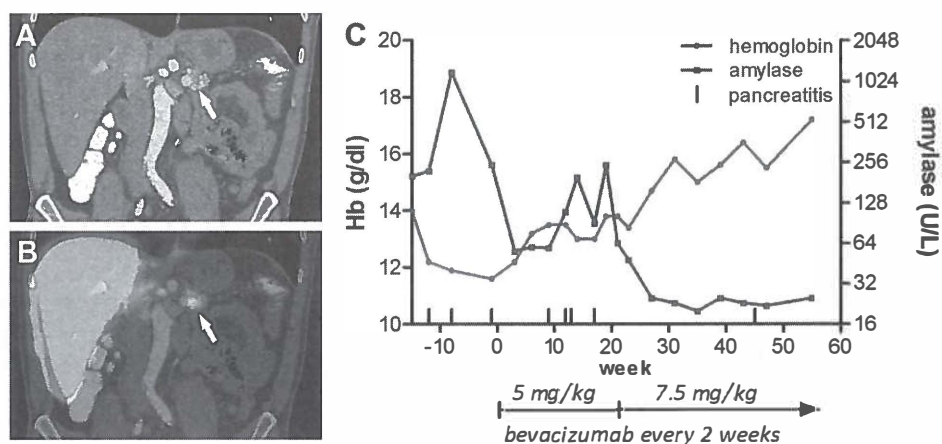 A
B
C
20
18
16
14
12
10
Hb (g/dl)
hemoglobin
amylase
pancreatitis
2048
1024
512
256
128
64
32
16
amylase (U/L)
-10 0 10 20 30 40 50 60
week
5 mg/kg 7.5 mg/kg
bevacizumab every 2 weeks